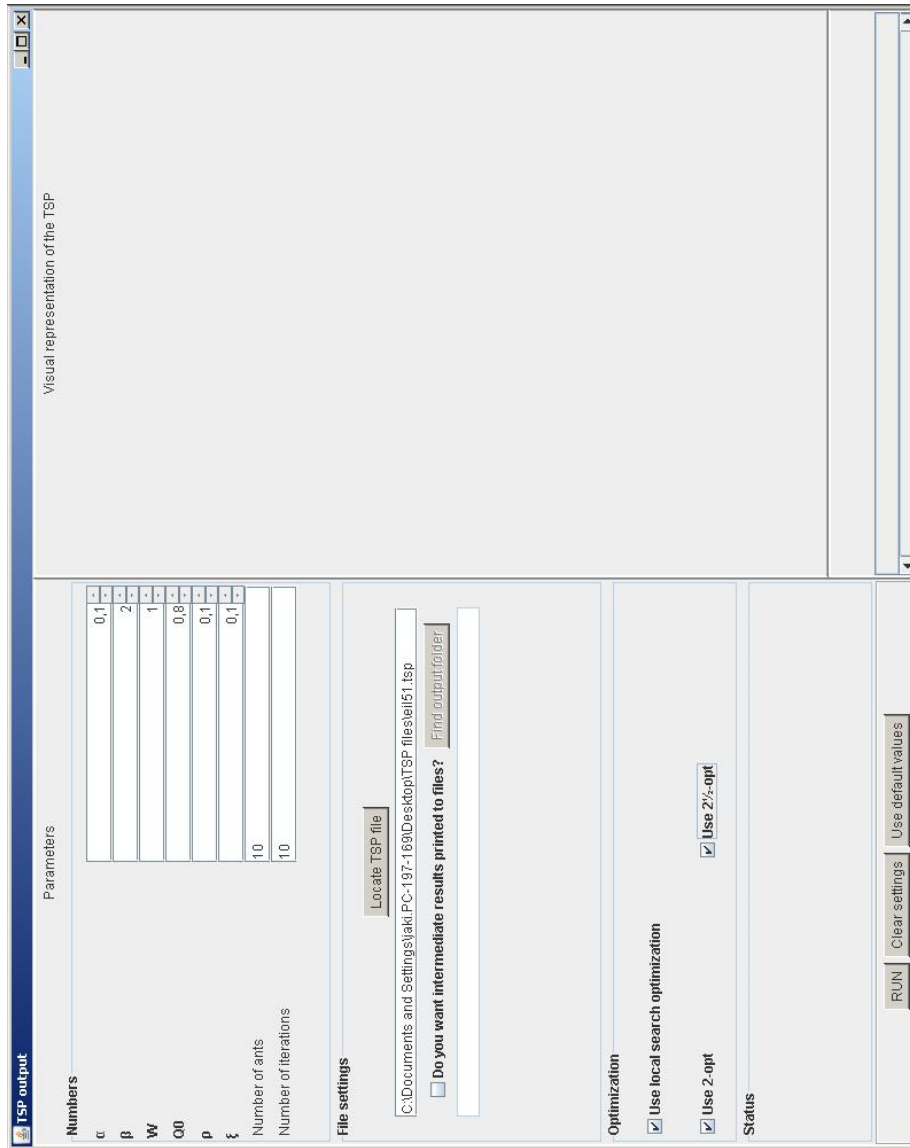 TSP output
Parameters
Numbers
α 0,1
β 2
W 1
Q0 0,8
ρ 0,1
ξ 0,1
Number of ants 10
Number of iterations 10
File settings
Locate TSP file
C:\Documents and Settings\jaki.PC-197-169\Desktop\TSP files\eil51.tsp
Do you want intermediate results printed to files? Find output folder
Optimization
Use local search optimization
Use 2-opt Use 2½-opt
Status
RUN Clear settings Use default values
Visual representation of the TSP